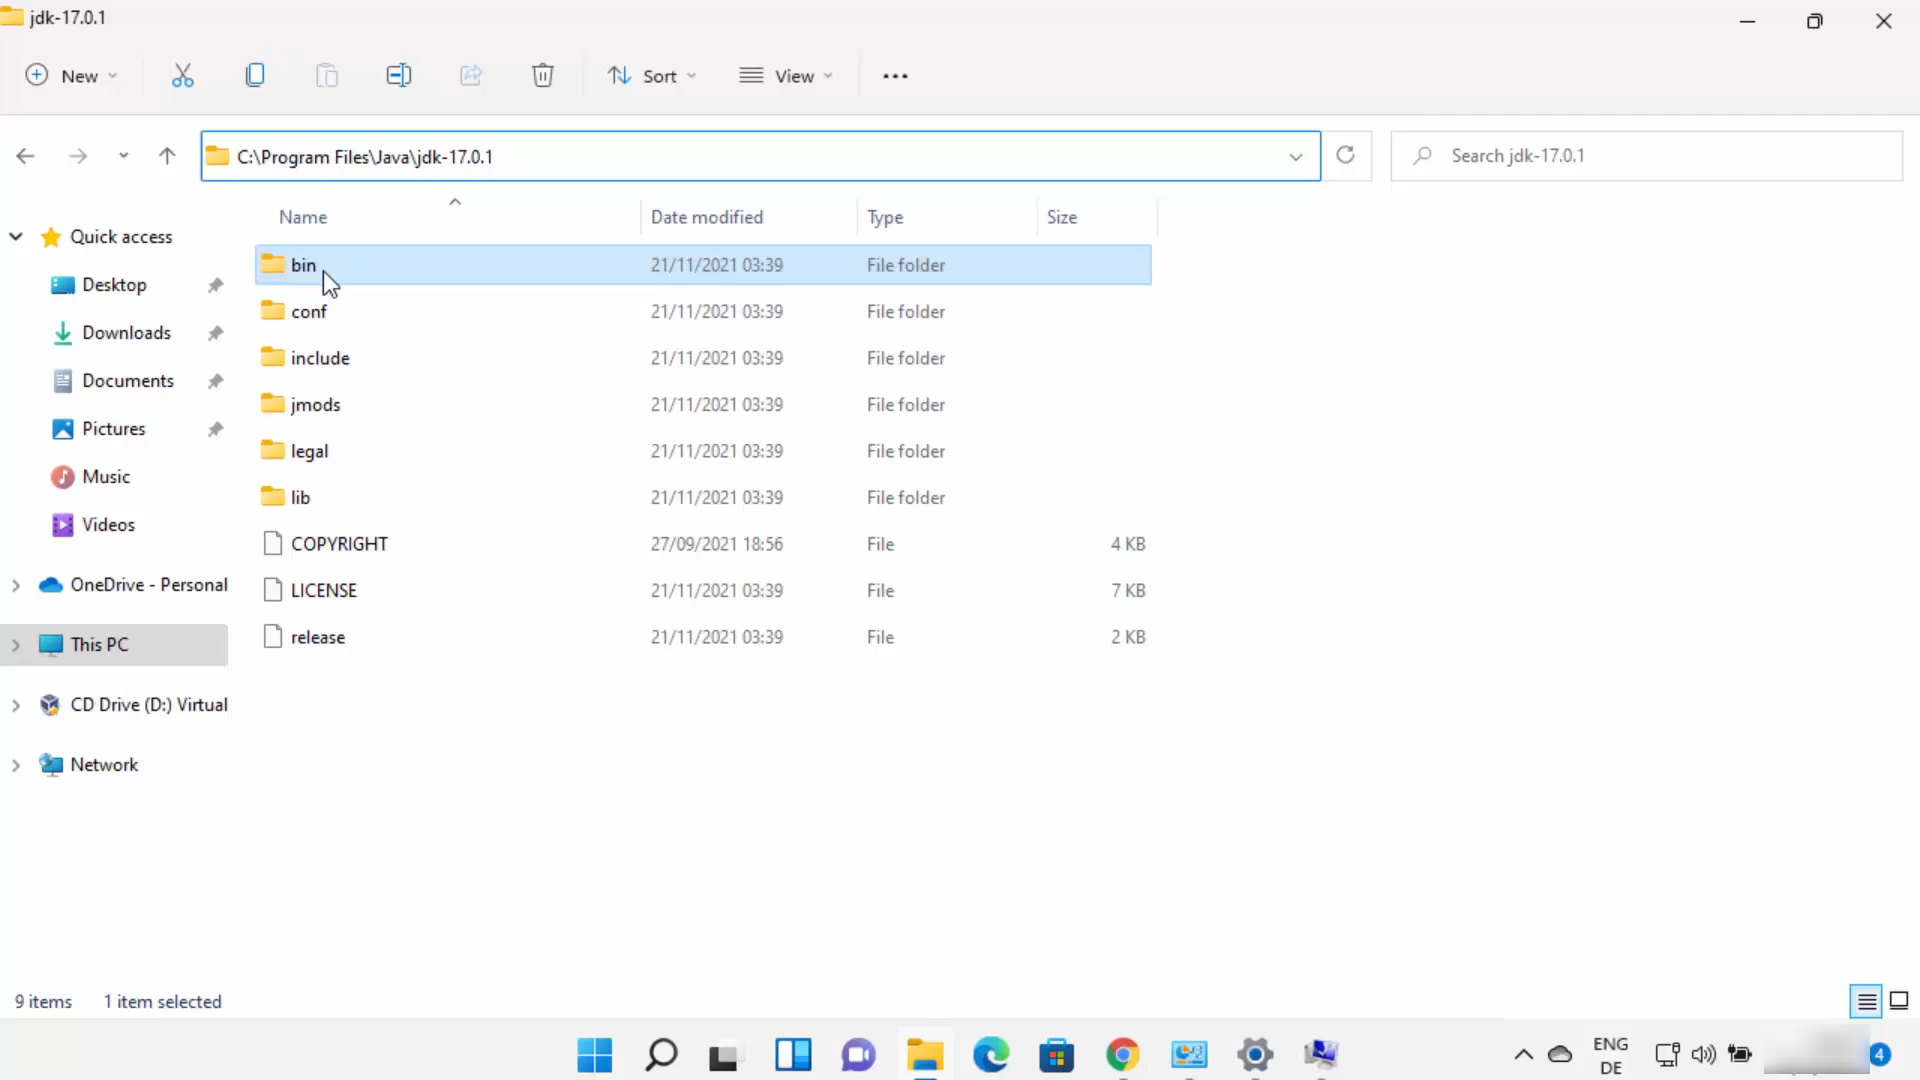 jdk-17.0.1
New
Sort
View
C:\Program Files\Java\jdk-17.0.1
Search jdk-17.0.1
Name Date modified Type Size
Quick access
Desktop
Downloads
Documents
Pictures
Music
Videos
OneDrive - Personal
This PC
CD Drive (D:) Virtual
Network
bin 21/11/2021 03:39 File folder
conf 21/11/2021 03:39 File folder
include 21/11/2021 03:39 File folder
jmods 21/11/2021 03:39 File folder
legal 21/11/2021 03:39 File folder
lib 21/11/2021 03:39 File folder
COPYRIGHT 27/09/2021 18:56 File 4 KB
LICENSE 21/11/2021 03:39 File 7 KB
release 21/11/2021 03:39 File 2 KB
9 items 1 item selected
ENG
DE
4